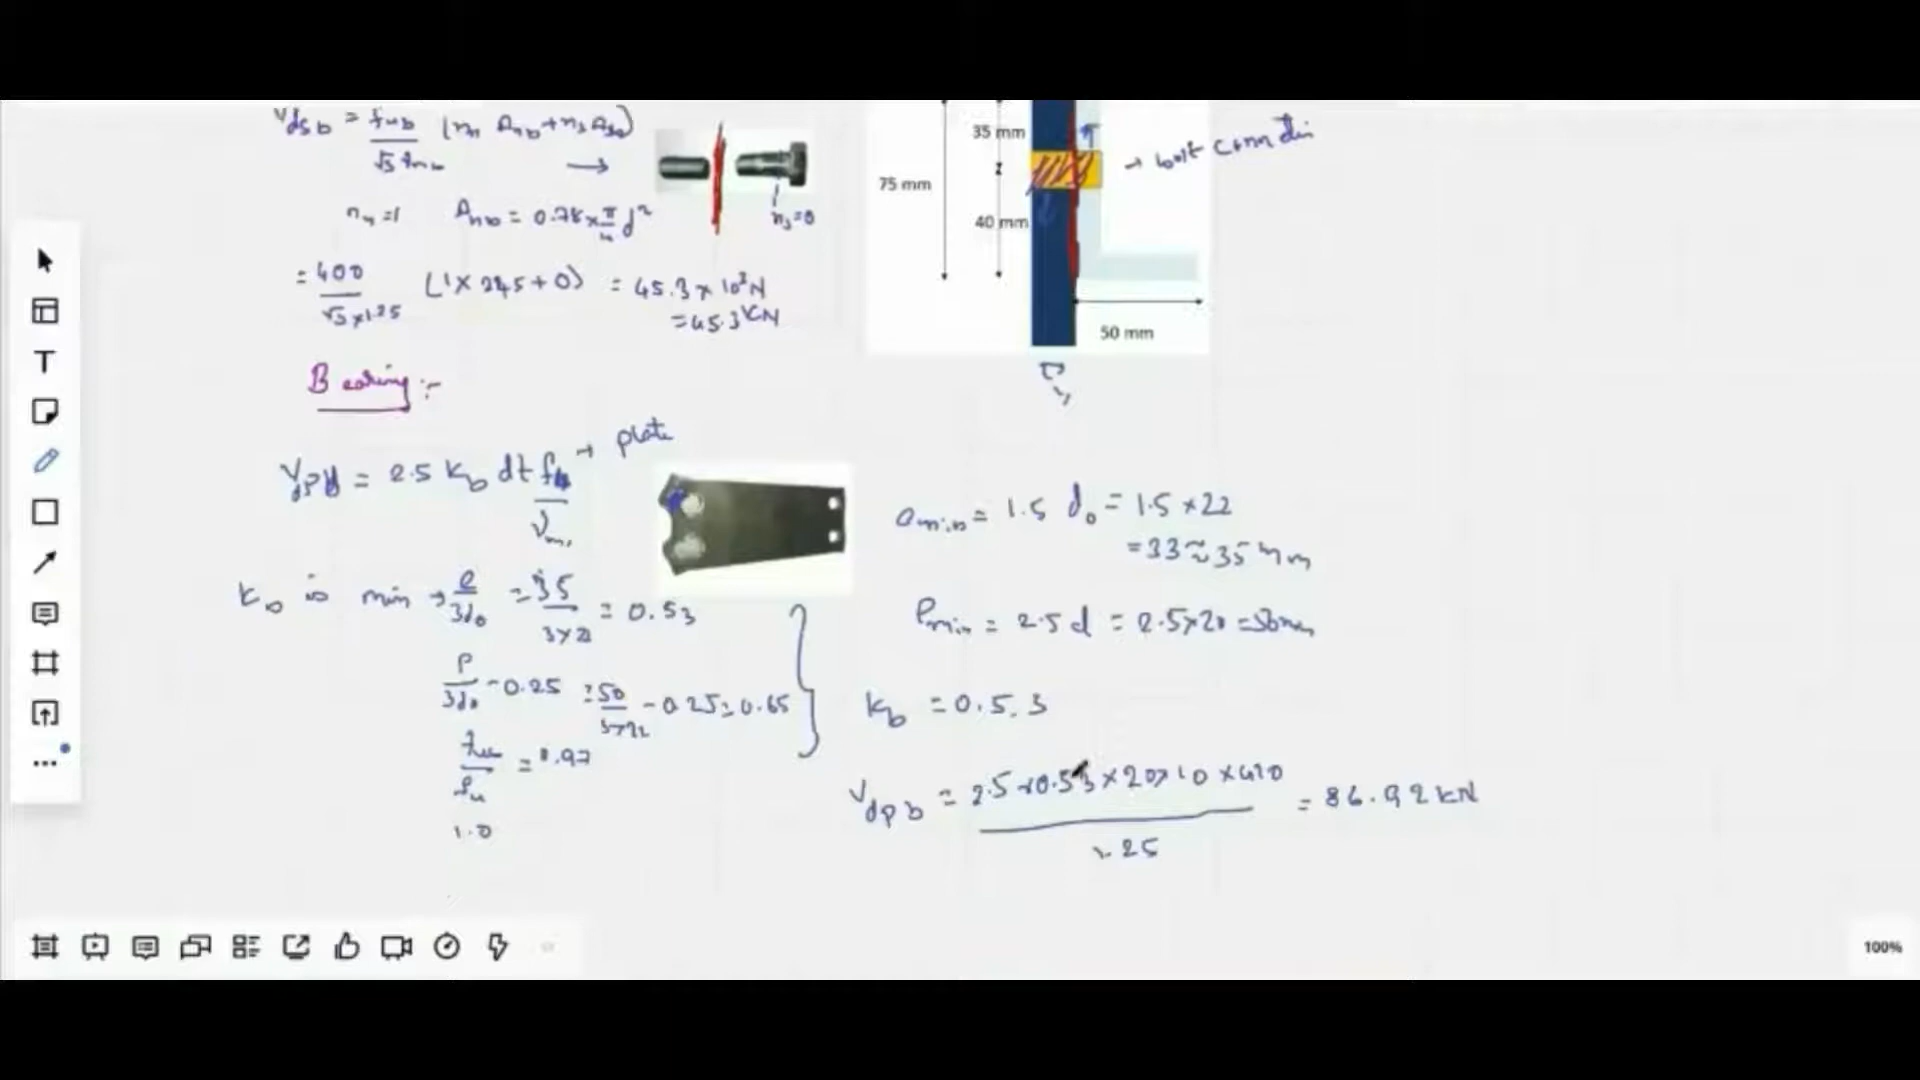 Vdsb = fub (nn Anb + ns Asb)
√3 γmb
→
nn = 1 Anb = 0.78 × π/4 d²
ns = 0
= 400 (1 × 245 + 0) = 45.3 × 10³ N
√3 × 1.25
= 45.3 kN
35 mm
75 mm
40 mm
50 mm
→ bolt
Bearing :-
Vdpb = 2.5 kb dt fu → plate
γm
kb is min → e/3d₀ = 35/3×22 = 0.53
p/3d₀ - 0.25 = 50/3×22 - 0.25 = 0.65
fub/fu = 0.97
1.0
emin = 1.5 d₀ = 1.5 × 22
= 33 ≈ 35 mm
Pmin = 2.5 d = 2.5×20 = 50mm
kb = 0.5.3
Vdpb = 2.5 × 0.53 × 20 × 10 × 410 = 86.92 kN
1.25
100%